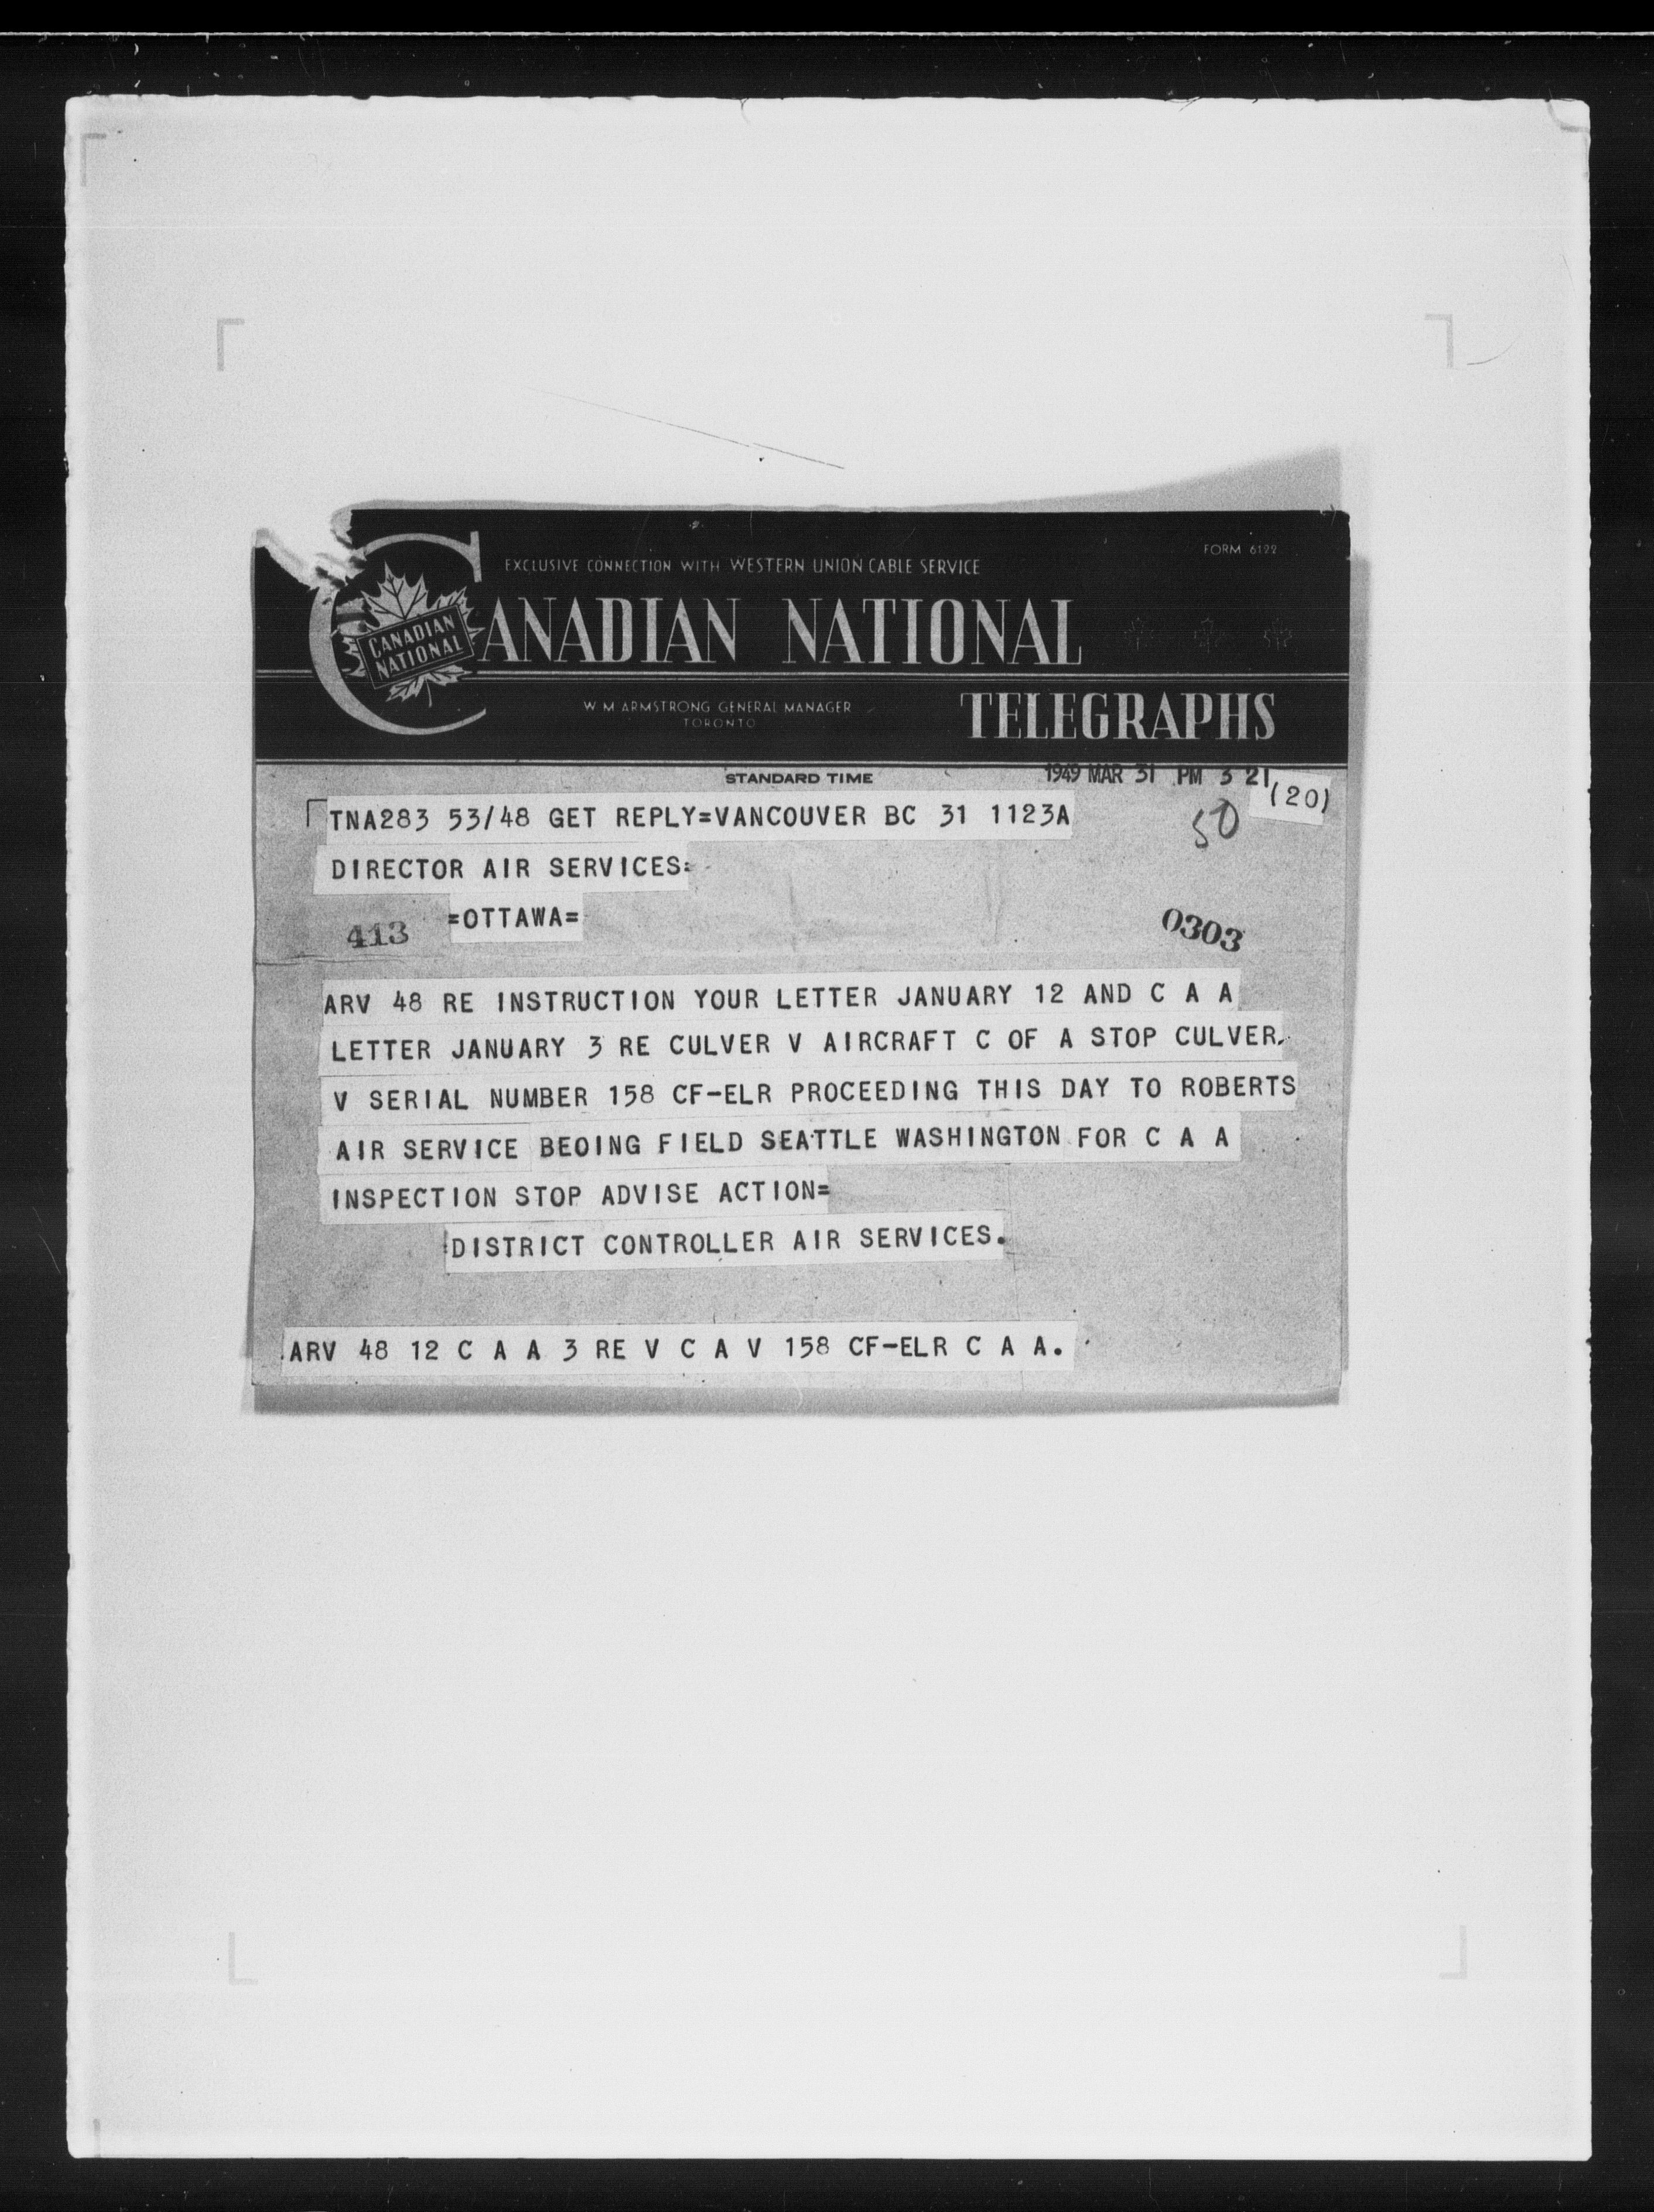 FORM 6122
EXCLUSIVE CONNECTION WITH WESTERN UNION CABLE SERVICE
CANADIAN NATIONAL
CANADIAN
NATIONAL
TELEGRAPHS
W M ARMSTRONG GENERAL MANAGER
TORONTO
STANDARD TIME
1949 MAR 31 PM 3 21
(20)
TNA283 53/48 GET REPLY=VANCOUVER BC 31 1123A
50
DIRECTOR AIR SERVICES=
=OTTAWA=
413
0303
ARV 48 RE INSTRUCTION YOUR LETTER JANUARY 12 AND C A A
LETTER JANUARY 3 RE CULVER V AIRCRAFT C OF A STOP CULVER
V SERIAL NUMBER 158 CF-ELR PROCEEDING THIS DAY TO ROBERTS
AIR SERVICE BEOING FIELD SEATTLE WASHINGTON FOR C A A
INSPECTION STOP ADVISE ACTION=
DISTRICT CONTROLLER AIR SERVICES.
ARV 48 12 C A A 3 RE V C A V 158 CF-ELR C A A.